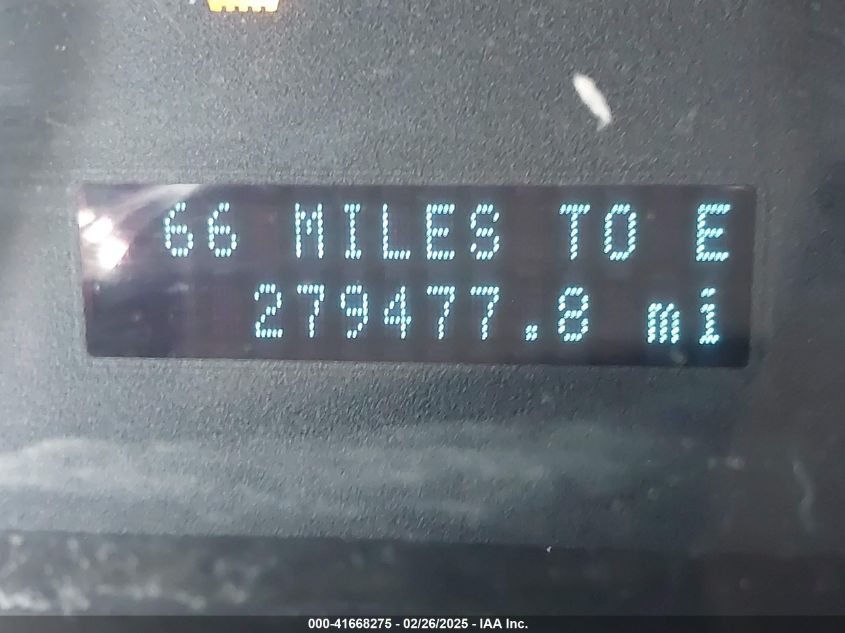 66 MILES TO E
279477.8 mi
000-41668275 - 02/26/2025 - IAA Inc.